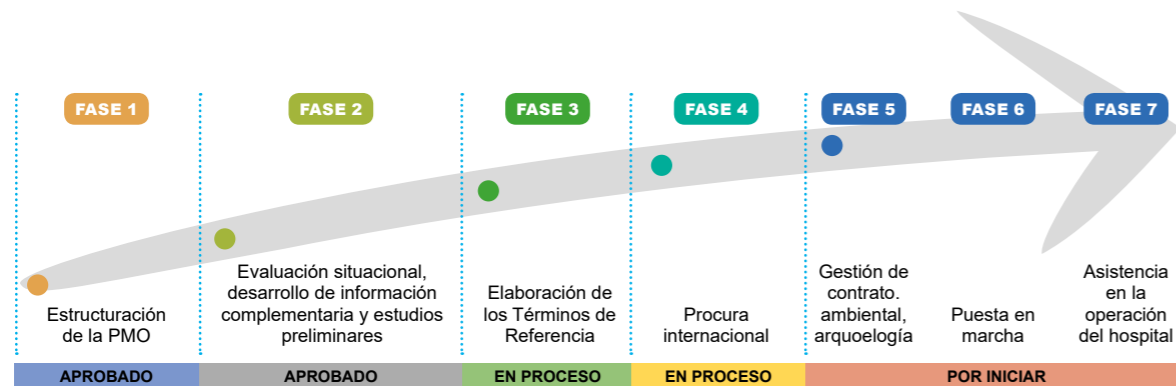 FASE 1
FASE 2
FASE 3
FASE 4
FASE 5
FASE 6
FASE 7
Estructuración
de la PMO
Evaluación situacional,
desarrollo de información
complementaria y estudios
preliminares
Elaboración de
los Términos de
Referencia
Procura
internacional
Gestión de
contrato.
ambiental,
arquoelogía
Puesta en
marcha
Asistencia
en la
operación
del hospital
APROBADO
APROBADO
EN PROCESO
EN PROCESO
POR INICIAR